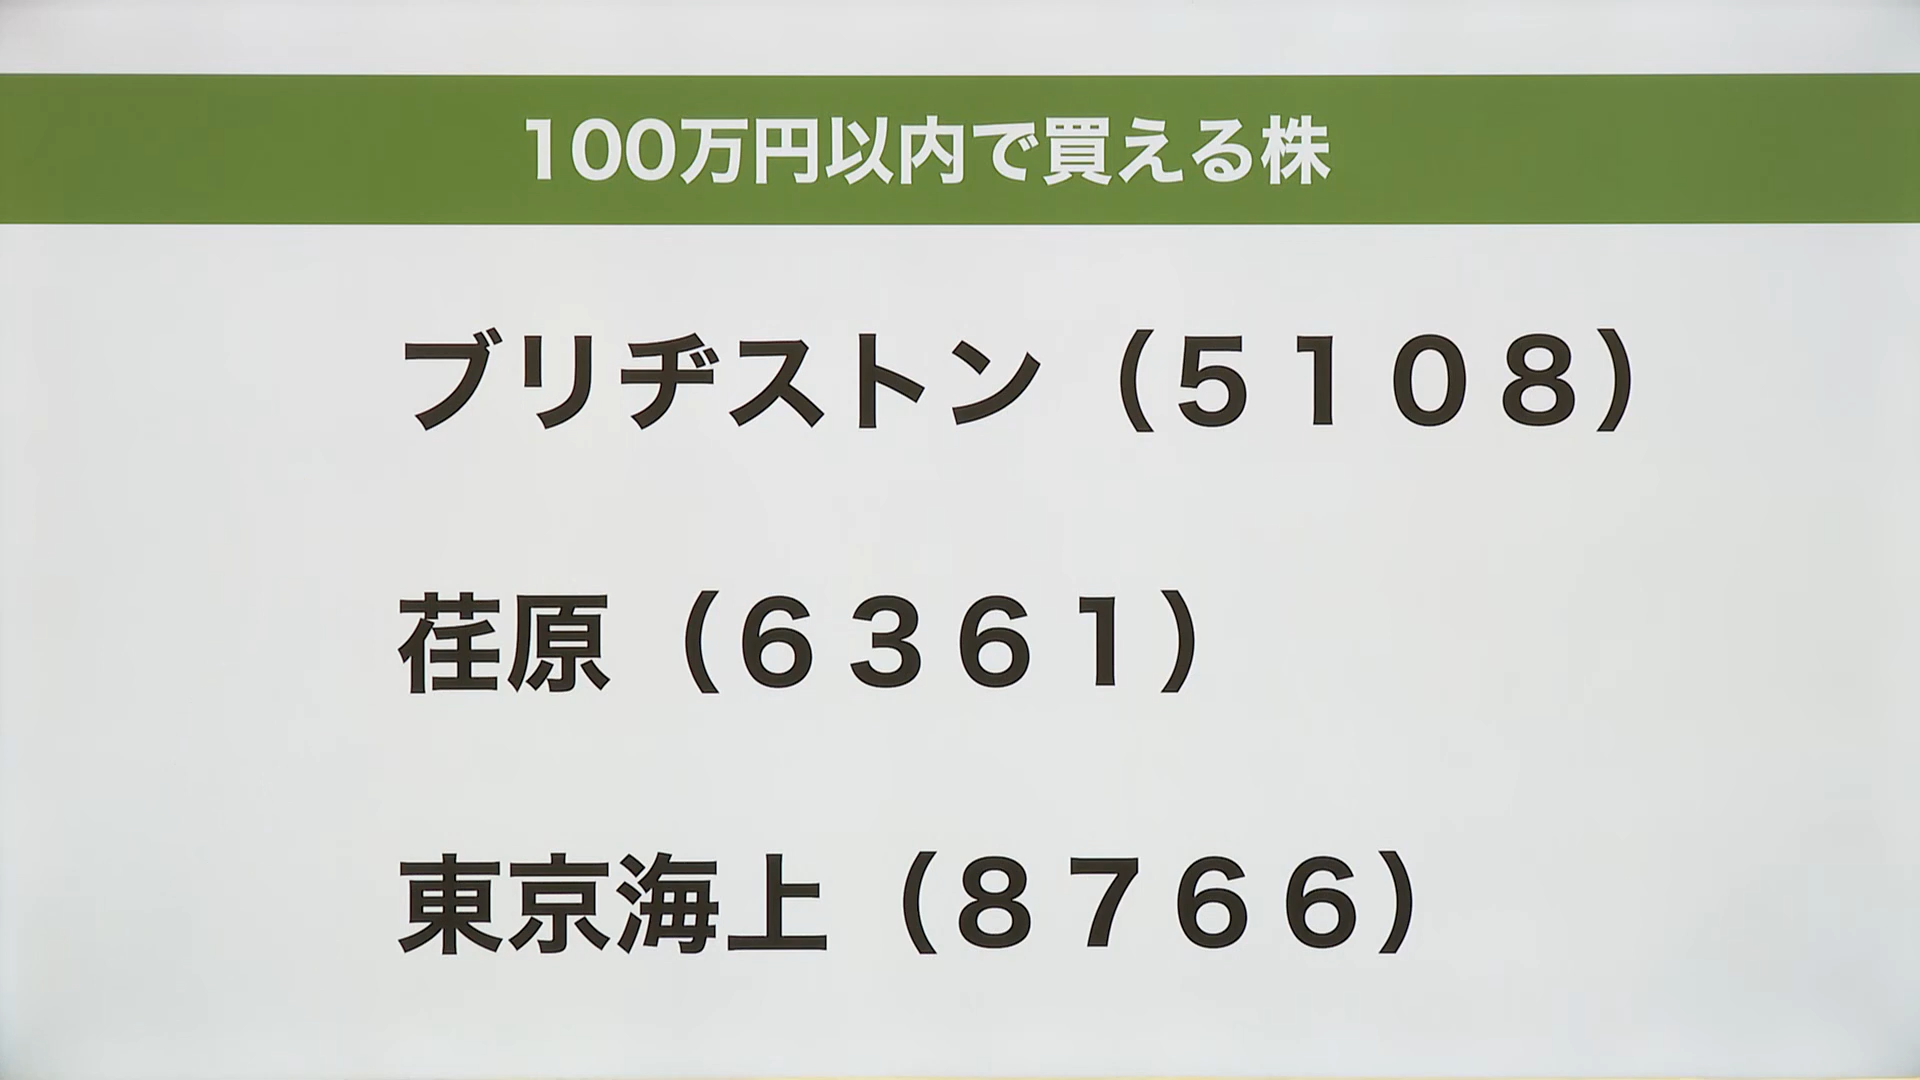 100万円以内で買える株
ブリヂストン（５１０８）
荏原（６３６１）
東京海上（８７６６）